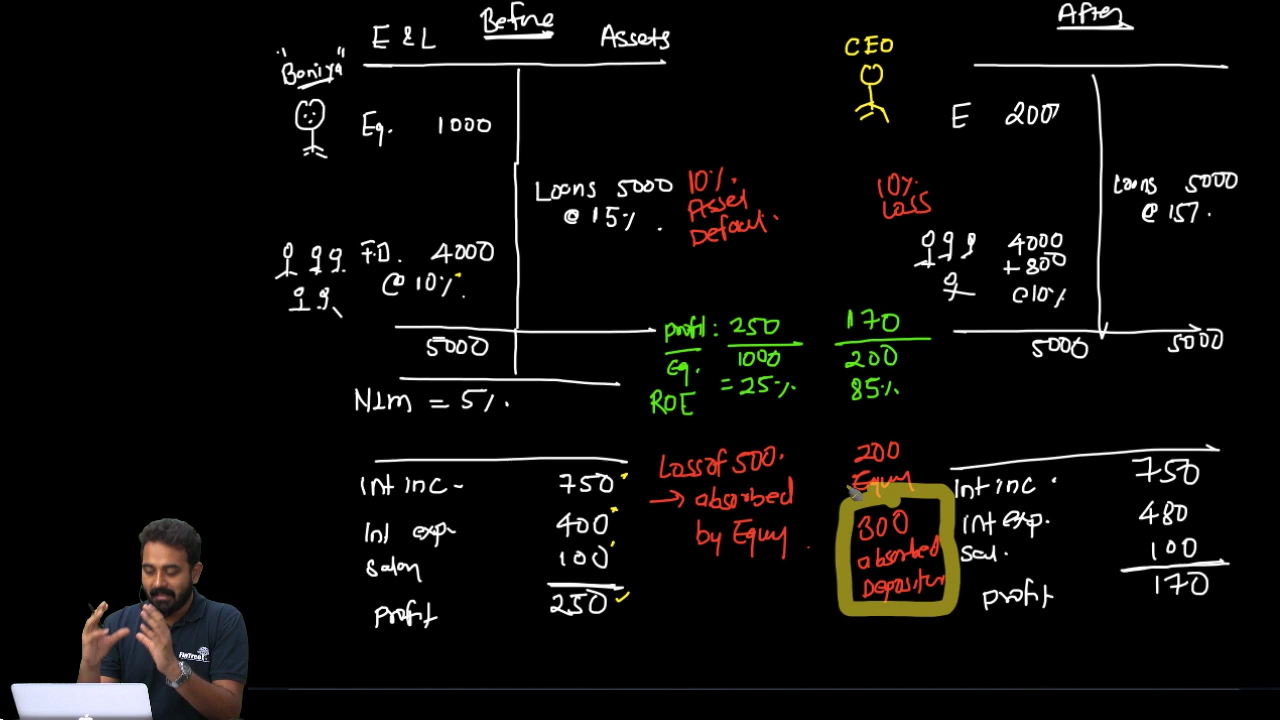 Before
After
E & L
Assets
CEO
"Baniya"
Eq. 1000
E 200
Loans 5000
@ 15%.
10%.
Asset
Default.
10%
Loss
Loans 5000
@ 15%.
F.D. 4000
@ 10%.
4000
+ 800
@10%
5000
profit : 250
Eq. 1000
ROE = 25%.
170
200
85%
5000
5000
NIM = 5%.
Int inc - 750
Int exp. 400
Salary 100
profit 250
Loss of 500.
→ absorbed
by Equity.
200
Equity
300
absorbed
Depositor
Int inc. 750
Int exp. 480
Sal. 100
profit 170
FinTree